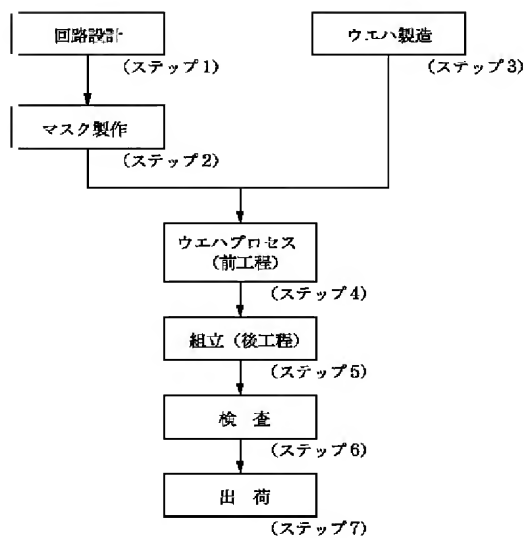 回路設計
(ステップ1)
ウエハ製造
(ステップ3)
マスク製作
(ステップ2)
ウエハプロセス
(前工程)
(ステップ4)
組立(後工程)
(ステップ5)
検 査
(ステップ6)
出 荷
(ステップ7)